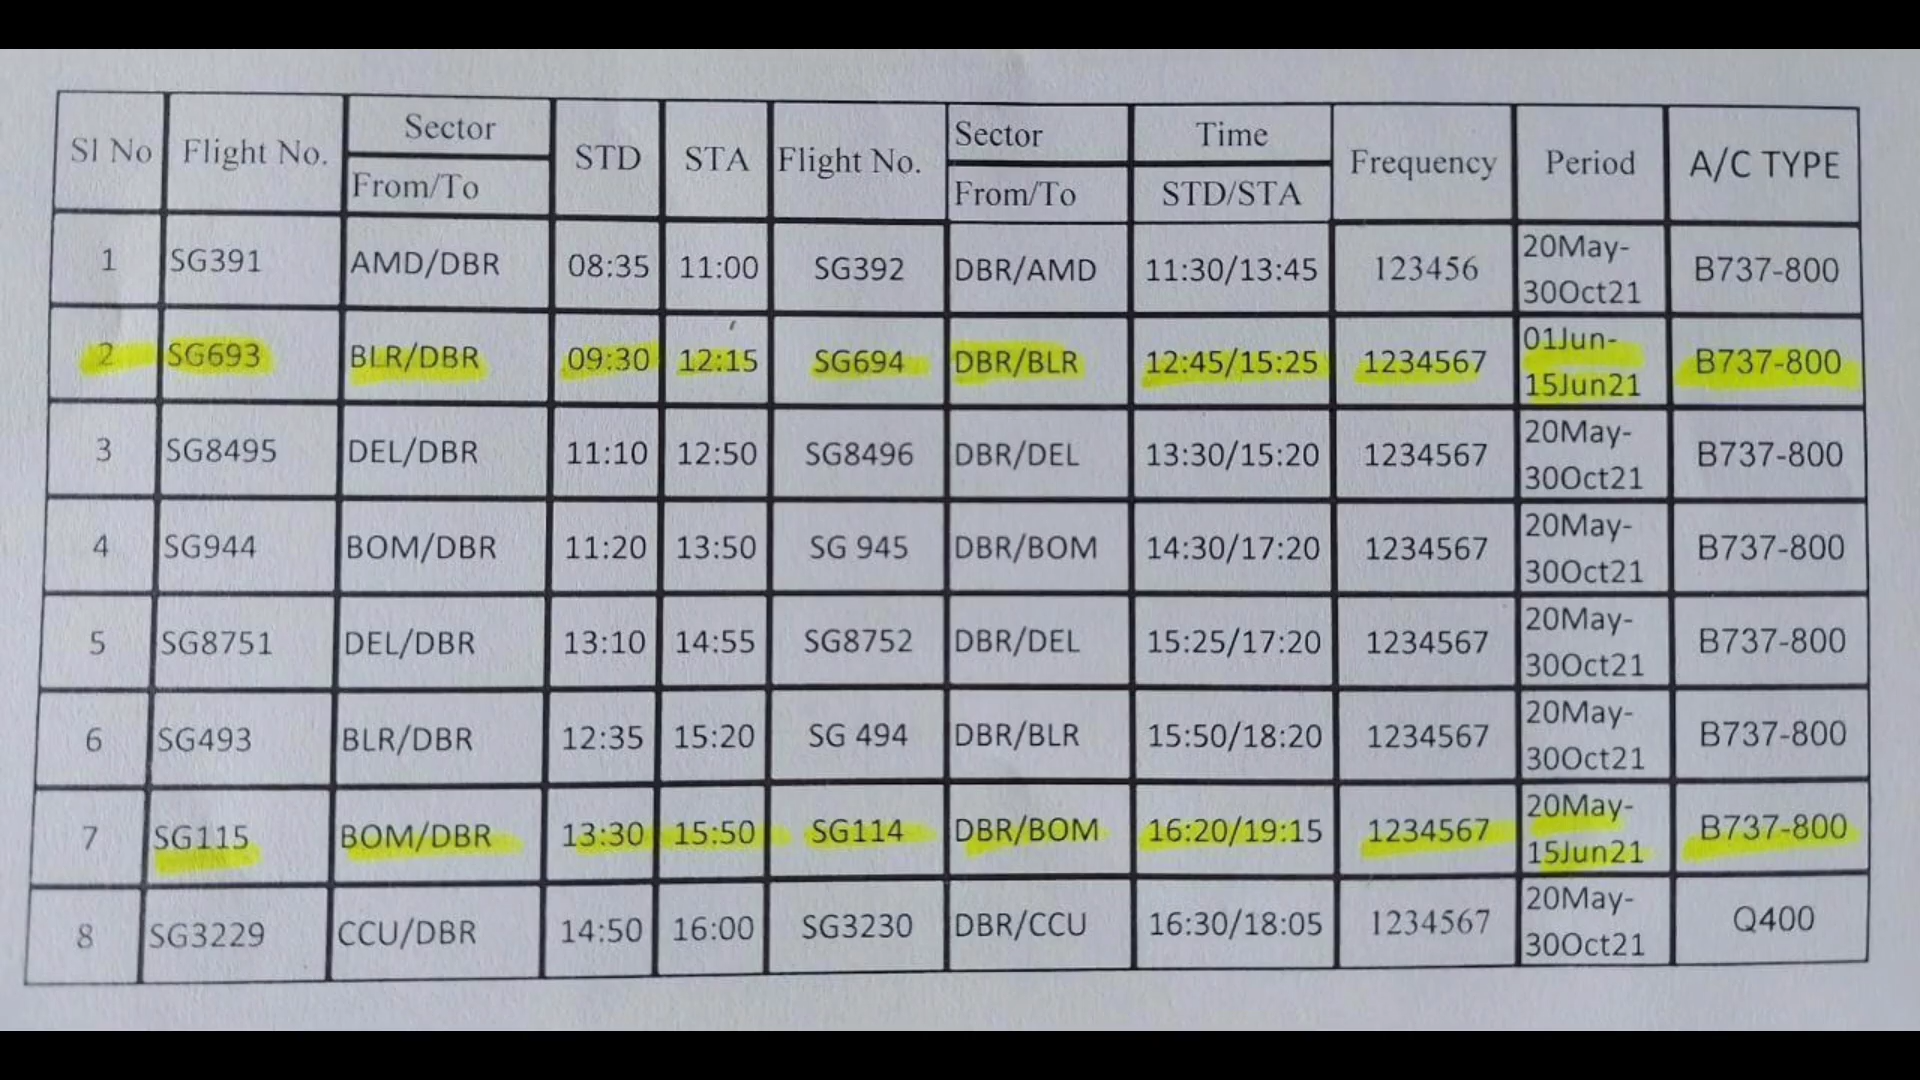 Sl No Flight No. Sector From/To STD STA Flight No. Sector From/To Time STD/STA Frequency Period A/C TYPE
1 SG391 AMD/DBR 08:35 11:00 SG392 DBR/AMD 11:30/13:45 123456 20May-30Oct21 B737-800
2 SG693 BLR/DBR 09:30 12:15 SG694 DBR/BLR 12:45/15:25 1234567 01Jun-15Jun21 B737-800
3 SG8495 DEL/DBR 11:10 12:50 SG8496 DBR/DEL 13:30/15:20 1234567 20May-30Oct21 B737-800
4 SG944 BOM/DBR 11:20 13:50 SG 945 DBR/BOM 14:30/17:20 1234567 20May-30Oct21 B737-800
5 SG8751 DEL/DBR 13:10 14:55 SG8752 DBR/DEL 15:25/17:20 1234567 20May-30Oct21 B737-800
6 SG493 BLR/DBR 12:35 15:20 SG 494 DBR/BLR 15:50/18:20 1234567 20May-30Oct21 B737-800
7 SG115 BOM/DBR 13:30 15:50 SG114 DBR/BOM 16:20/19:15 1234567 20May-15Jun21 B737-800
8 SG3229 CCU/DBR 14:50 16:00 SG3230 DBR/CCU 16:30/18:05 1234567 20May-30Oct21 Q400